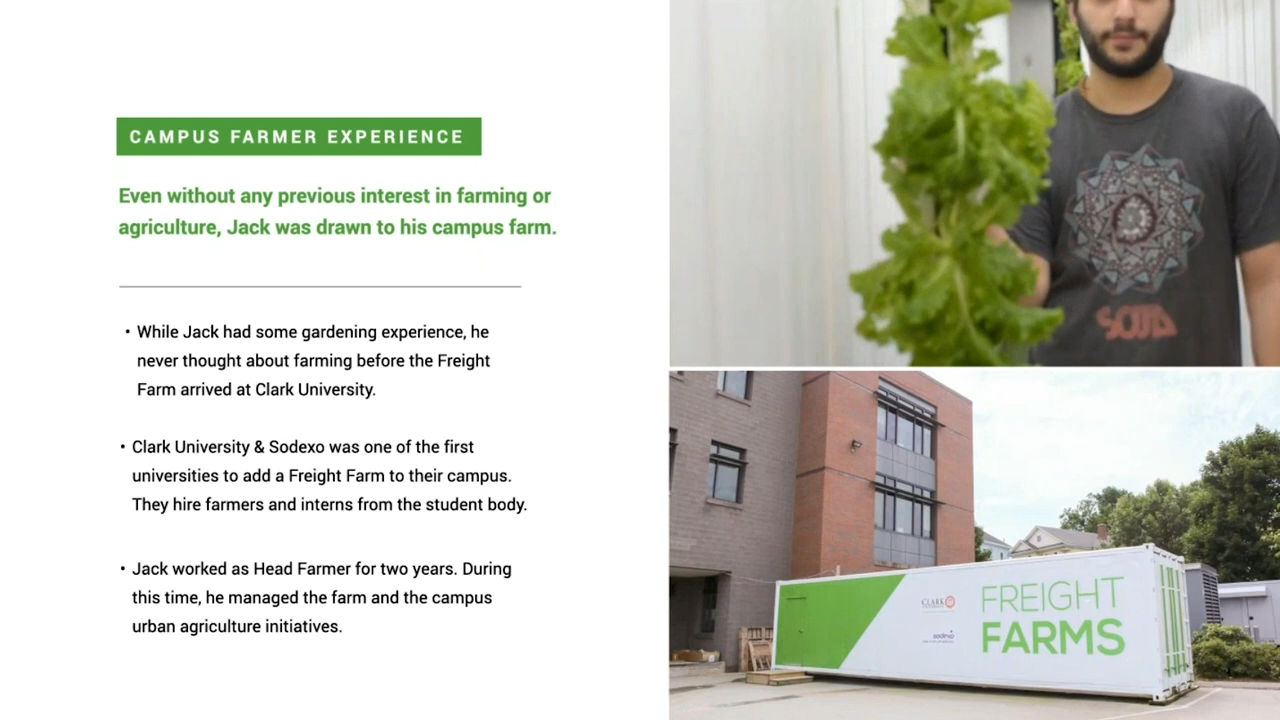 CAMPUS FARMER EXPERIENCE
Even without any previous interest in farming or
agriculture, Jack was drawn to his campus farm.
• While Jack had some gardening experience, he
never thought about farming before the Freight
Farm arrived at Clark University.
• Clark University & Sodexo was one of the first
universities to add a Freight Farm to their campus.
They hire farmers and interns from the student body.
• Jack worked as Head Farmer for two years. During
this time, he managed the farm and the campus
urban agriculture initiatives.
CLARK
sodexo
FREIGHT
FARMS